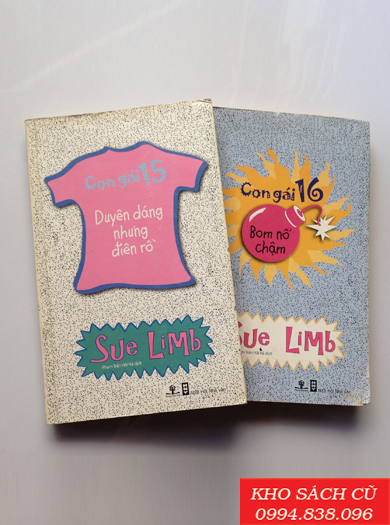 Con gái 15
Duyên dáng
nhưng
điên rồ
Sue Limb
Con gái 16
Bom nổ
chậm
Sue Limb
KHO SÁCH CŨ
0994.838.096